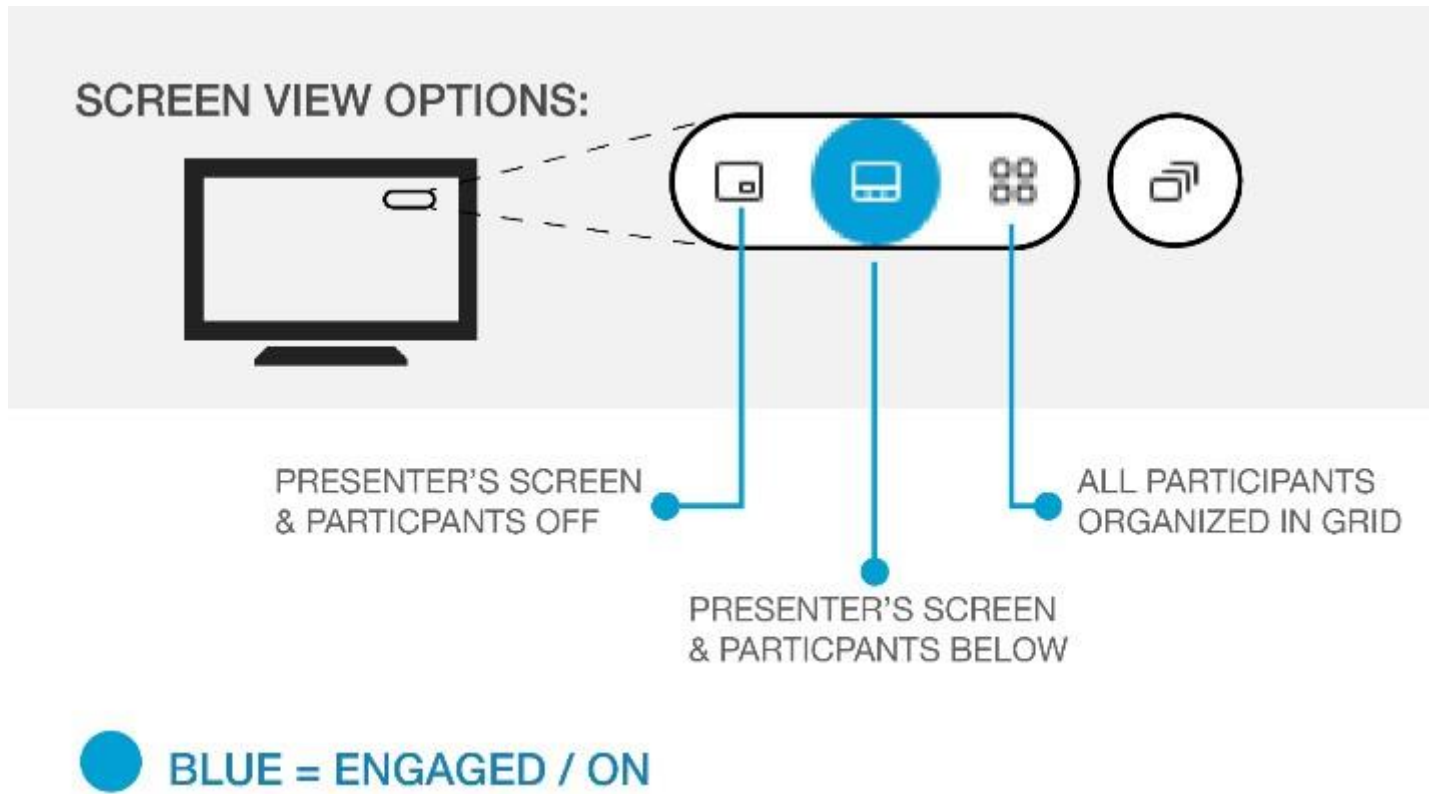 SCREEN VIEW OPTIONS:
PRESENTER'S SCREEN
& PARTICPANTS OFF
ALL PARTICIPANTS
ORGANIZED IN GRID
PRESENTER'S SCREEN
& PARTICPANTS BELOW
BLUE = ENGAGED / ON